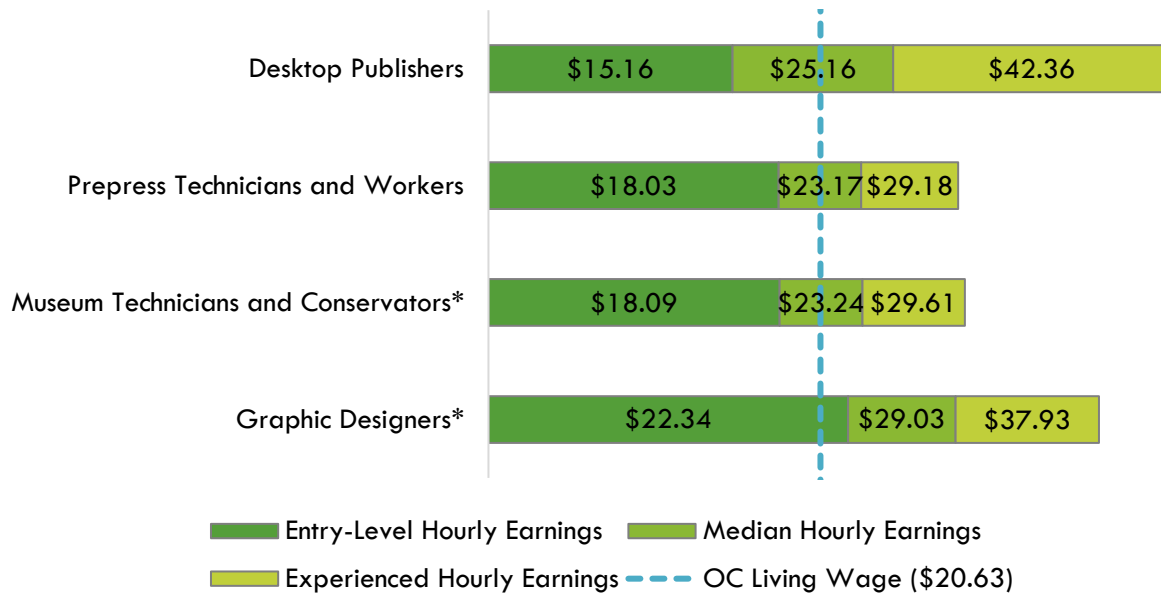 Desktop Publishers $15.16 $25.16 $42.36
Prepress Technicians and Workers $18.03 $23.17 $29.18
Museum Technicians and Conservators* $18.09 $23.24 $29.61
Graphic Designers* $22.34 $29.03 $37.93
Entry-Level Hourly Earnings Median Hourly Earnings
Experienced Hourly Earnings OC Living Wage ($20.63)